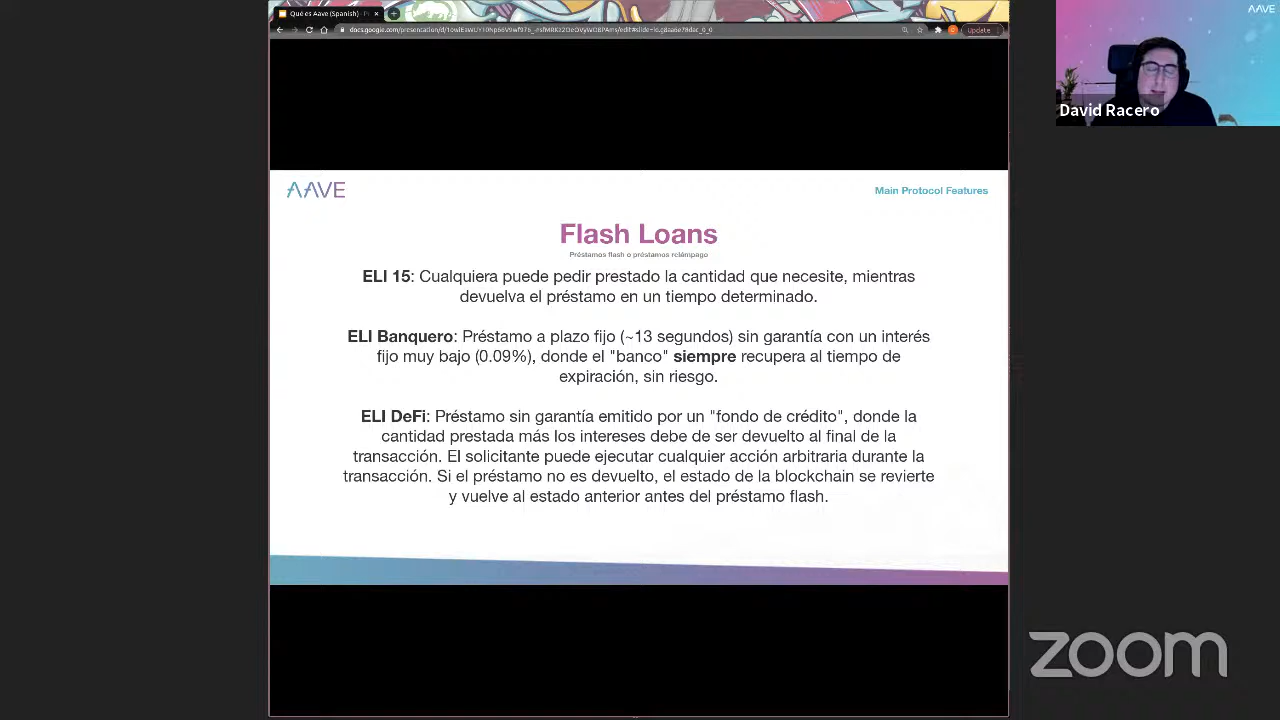 Qué es Aave (Spanish) - P
Update
AAVE
David Racero
AAVE
Main Protocol Features
Flash Loans
Préstamos flash o préstamos relámpago
ELI 15: Cualquiera puede pedir prestado la cantidad que necesite, mientras
devuelva el préstamo en un tiempo determinado.
ELI Banquero: Préstamo a plazo fijo (~13 segundos) sin garantía con un interés
fijo muy bajo (0.09%), donde el "banco" siempre recupera al tiempo de
expiración, sin riesgo.
ELI DeFi: Préstamo sin garantía emitido por un "fondo de crédito", donde la
cantidad prestada más los intereses debe de ser devuelto al final de la
transacción. El solicitante puede ejecutar cualquier acción arbitraria durante la
transacción. Si el préstamo no es devuelto, el estado de la blockchain se revierte
y vuelve al estado anterior antes del préstamo flash.
zoom